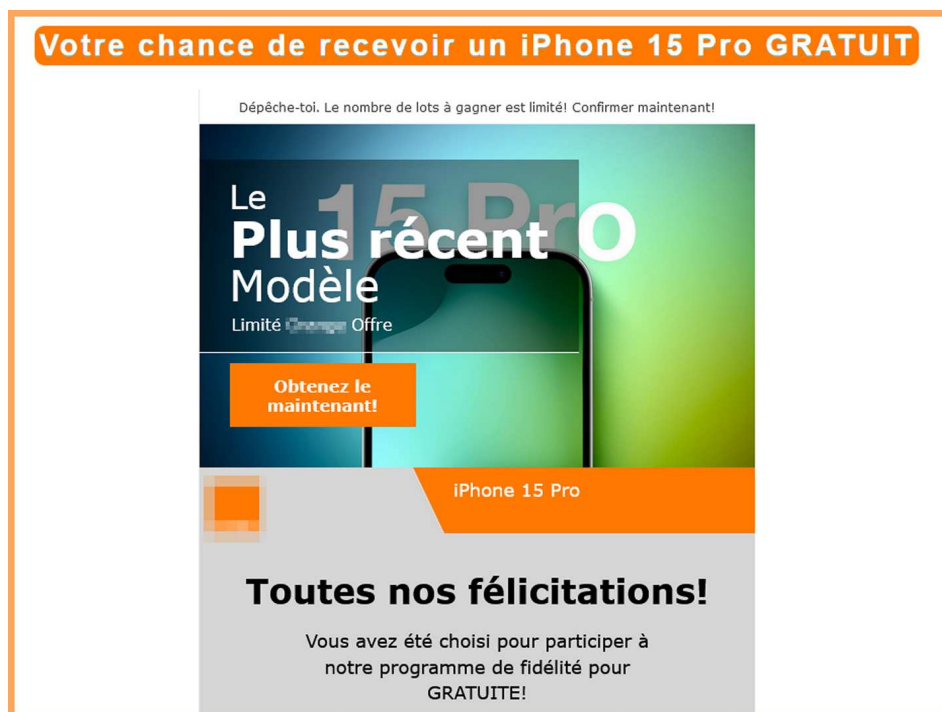 Votre chance de recevoir un iPhone 15 Pro GRATUIT
Dépêche-toi. Le nombre de lots à gagner est limité! Confirmer maintenant!
15 Pro
Le
Plus récent
Modèle
Limité Offre
Obtenez le
maintenant!
iPhone 15 Pro
Toutes nos félicitations!
Vous avez été choisi pour participer à
notre programme de fidélité pour
GRATUITE!